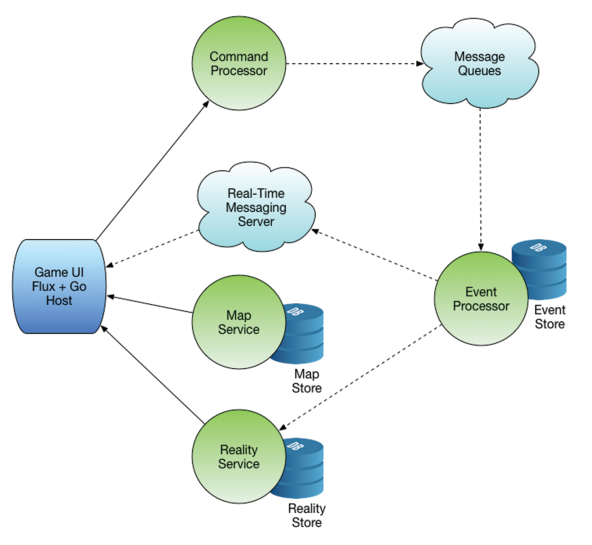 Command
Processor
Message
Queues
Real-Time
Messaging
Server
Game UI
Flux + Go
Host
DB
Event
Processor
Event
Store
Map
Service
DB
Map
Store
Reality
Service
DB
Reality
Store